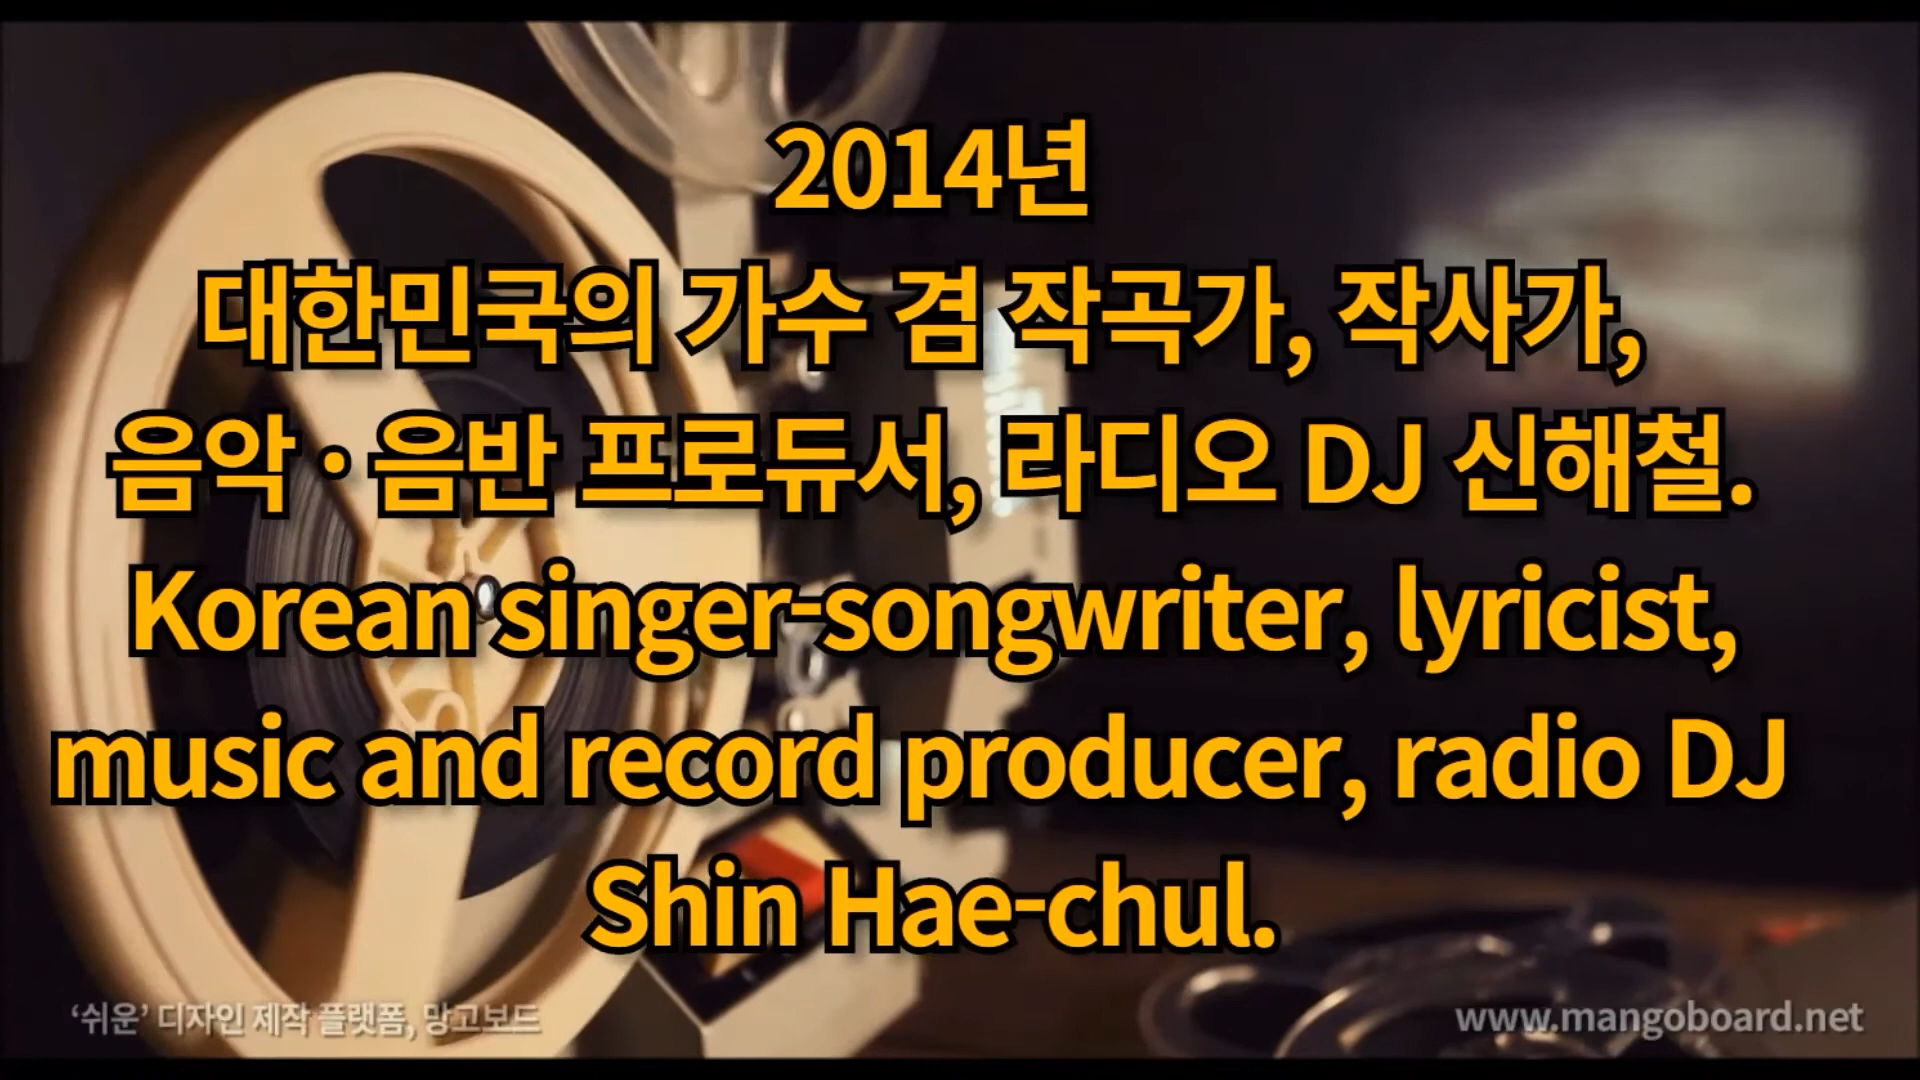 2014년
대한민국의 가수 겸 작곡가, 작사가,
음악 · 음반 프로듀서, 라디오 DJ 신해철.
Korean singer-songwriter, lyricist,
music and record producer, radio DJ
Shin Hae-chul.
‘쉬운’ 디자인 제작 플랫폼, 망고보드
www.mangoboard.net